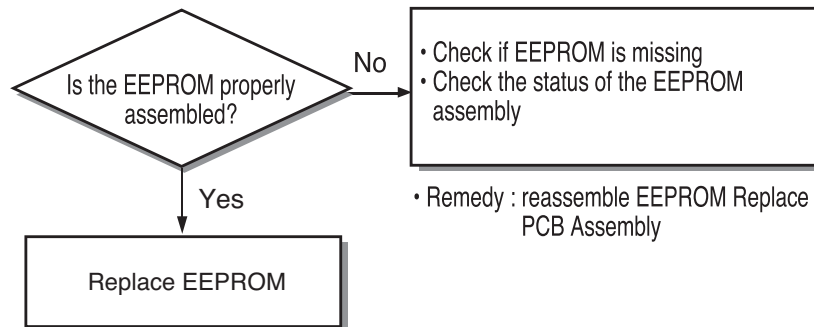 Is the EEPROM properly
assembled?
No
• Check if EEPROM is missing
• Check the status of the EEPROM
assembly
• Remedy : reassemble EEPROM Replace
PCB Assembly
Yes
Replace EEPROM